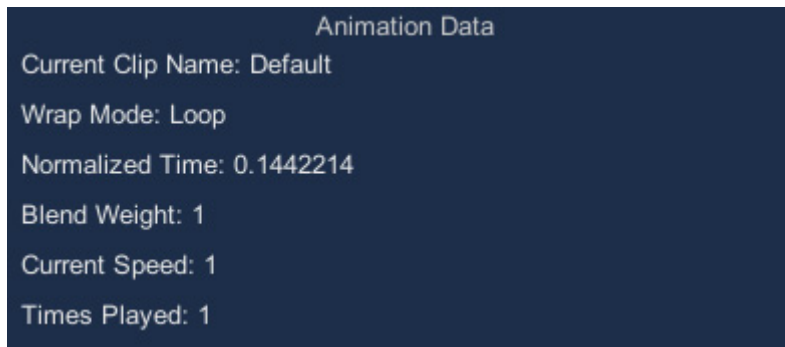 Animation Data
Current Clip Name: Default
Wrap Mode: Loop
Normalized Time: 0.1442214
Blend Weight: 1
Current Speed: 1
Times Played: 1